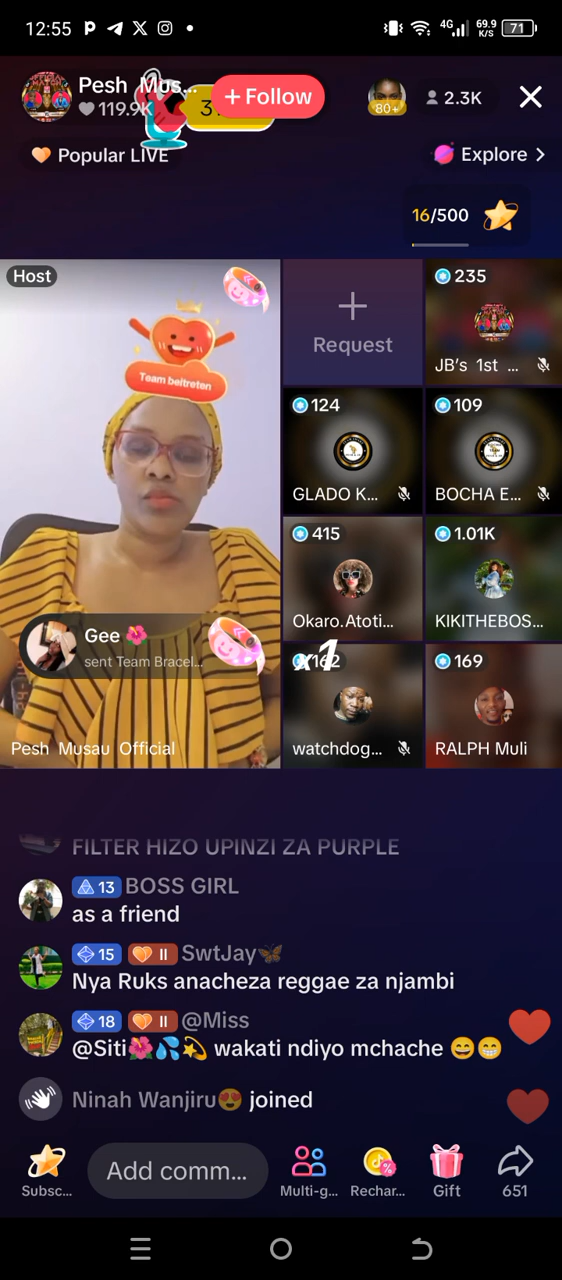 12:55
4G
69.9
K/S
71
Pesh Mus...
119.9K
+ Follow
80+
2.3K
Popular LIVE
Explore >
16/500
Host
Team beitreten
Request
235
JB's 1st ...
124
GLADO K...
109
BOCHA E...
415
Okaro.Atoti...
1.01K
KIKITHEBOS...
Gee 🌺
sent Team Bracel...
x1
watchdog...
169
RALPH Muli
Pesh Musau Official
FILTER HIZO UPINZI ZA PURPLE
13 BOSS GIRL
as a friend
15 II SwtJay🦋
Nya Ruks anacheza reggae za njambi
18 II @Miss
@Siti🌺💦💫 wakati ndiyo mchache 😄😁
Ninah Wanjiru😍 joined
Add comm...
Subsc...
Multi-g...
Rechar...
Gift
651